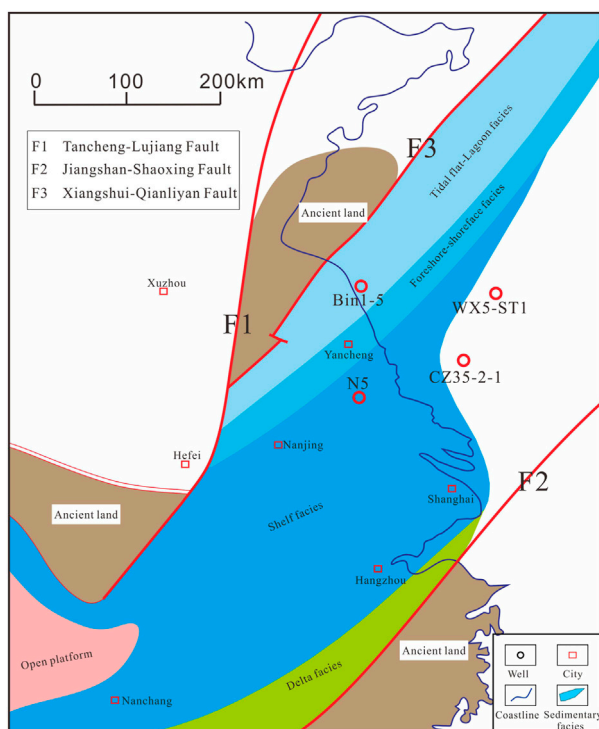 0
100
200km
F1 Tancheng-Lujiang Fault
F2 Jiangshan-Shaoxing Fault
F3 Xiangshui-Qianliyan Fault
F3
Tidal flat-Lagoon facies
Ancient land
Foreshore-shoreface facies
Xuzhou
Bin1-5
WX5-ST1
F1
Yancheng
CZ35-2-1
N5
Nanjing
Hefei
F2
Shanghai
Ancient land
Shelf facies
Hangzhou
Open platform
Delta facies
Ancient land
Nanchang
Well
City
Coastline
Sedimentary
facies